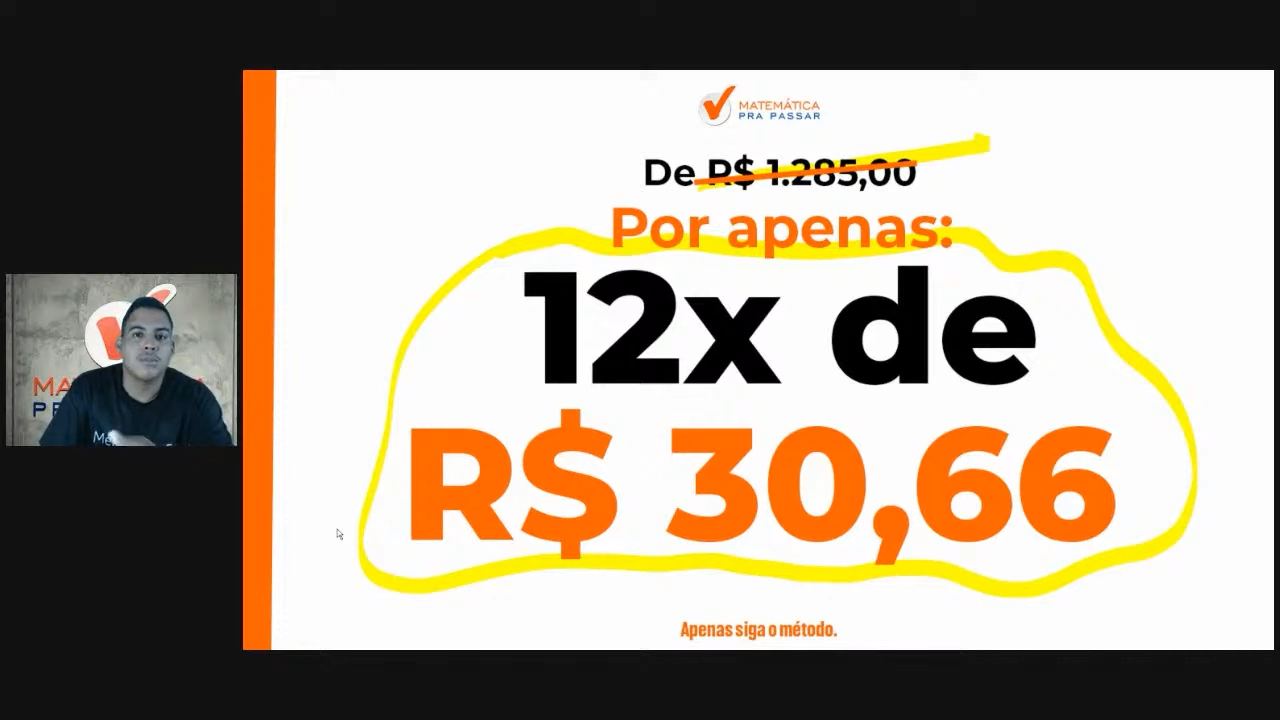 MATEMÁTICA
PRA PASSAR
De R$ 1.285,00
Por apenas:
12x de
R$ 30,66
Apenas siga o método.